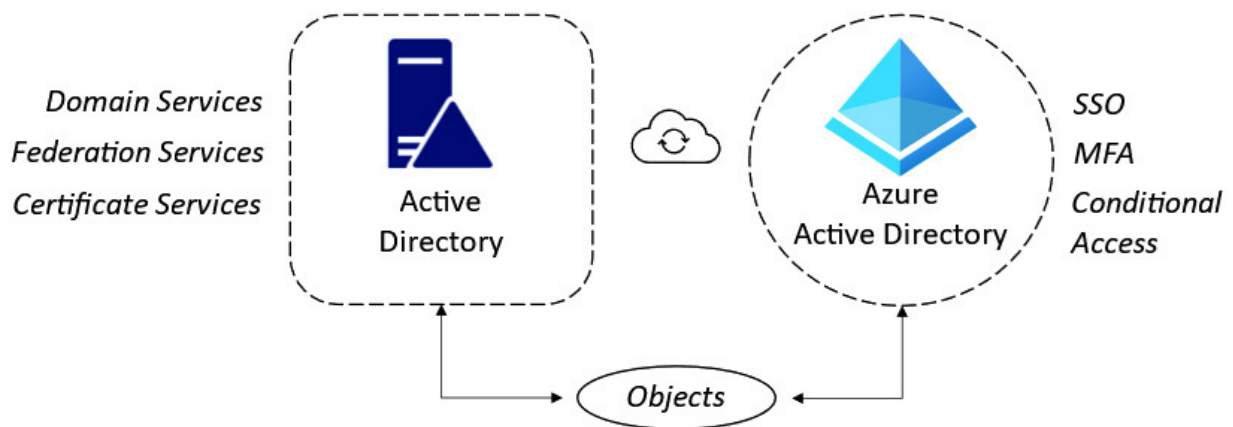 Domain Services
Federation Services
Certificate Services
Active
Directory
Azure
Active Directory
SSO
MFA
Conditional
Access
Objects